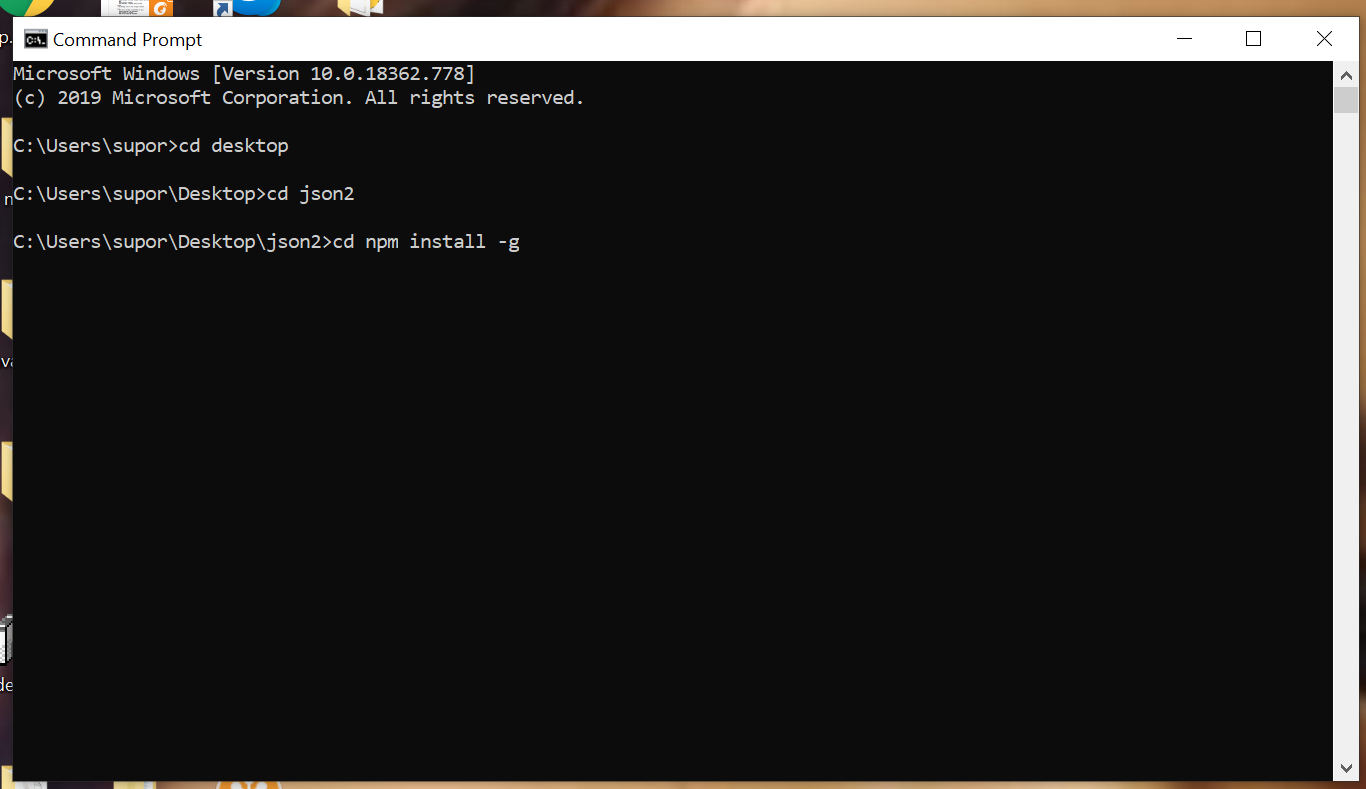 Command Prompt
Microsoft Windows [Version 10.0.18362.778]
(c) 2019 Microsoft Corporation. All rights reserved.
C:\Users\supor>cd desktop
C:\Users\supor\Desktop>cd json2
C:\Users\supor\Desktop\json2>cd npm install -g